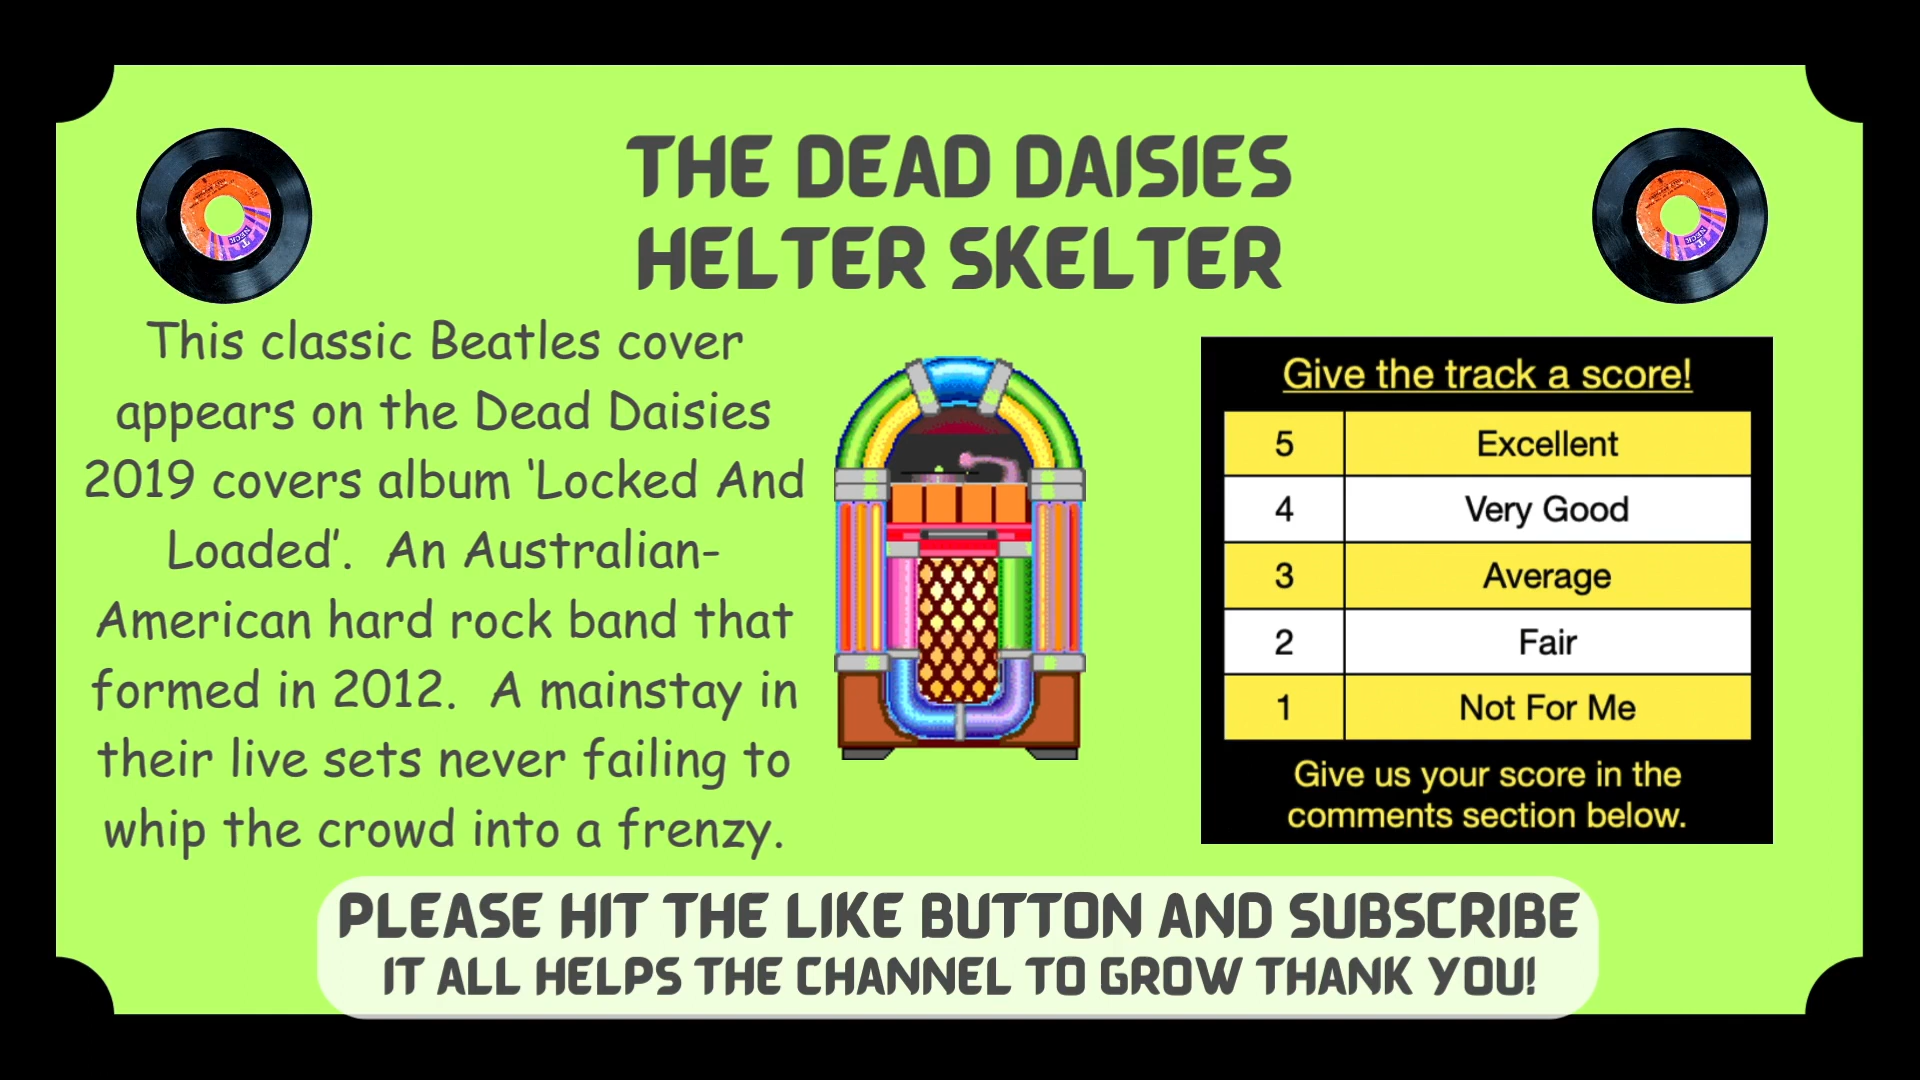 THE DEAD DAISIES
HELTER SKELTER
This classic Beatles cover
appears on the Dead Daisies
2019 covers album ‘Locked And
Loaded’.  An Australian-
American hard rock band that
formed in 2012.  A mainstay in
their live sets never failing to
whip the crowd into a frenzy.
Give the track a score!
5 Excellent
4 Very Good
3 Average
2 Fair
1 Not For Me
Give us your score in the
comments section below.
PLEASE HIT THE LIKE BUTTON AND SUBSCRIBE
IT ALL HELPS THE CHANNEL TO GROW THANK YOU!